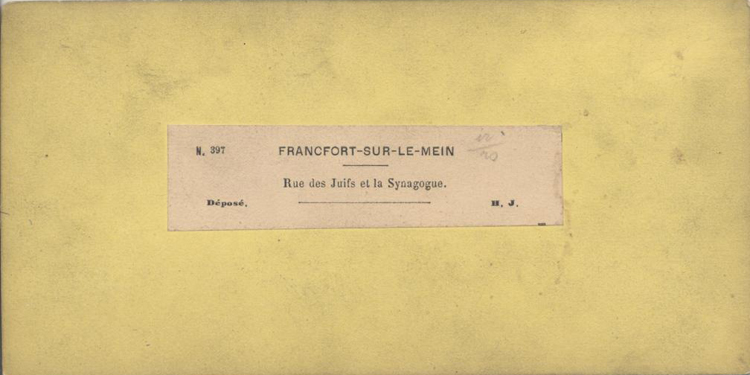 N. 397 FRANCFORT-SUR-LE-MEIN
Rue des Juifs et la Synagogue.
Déposé. H. J.